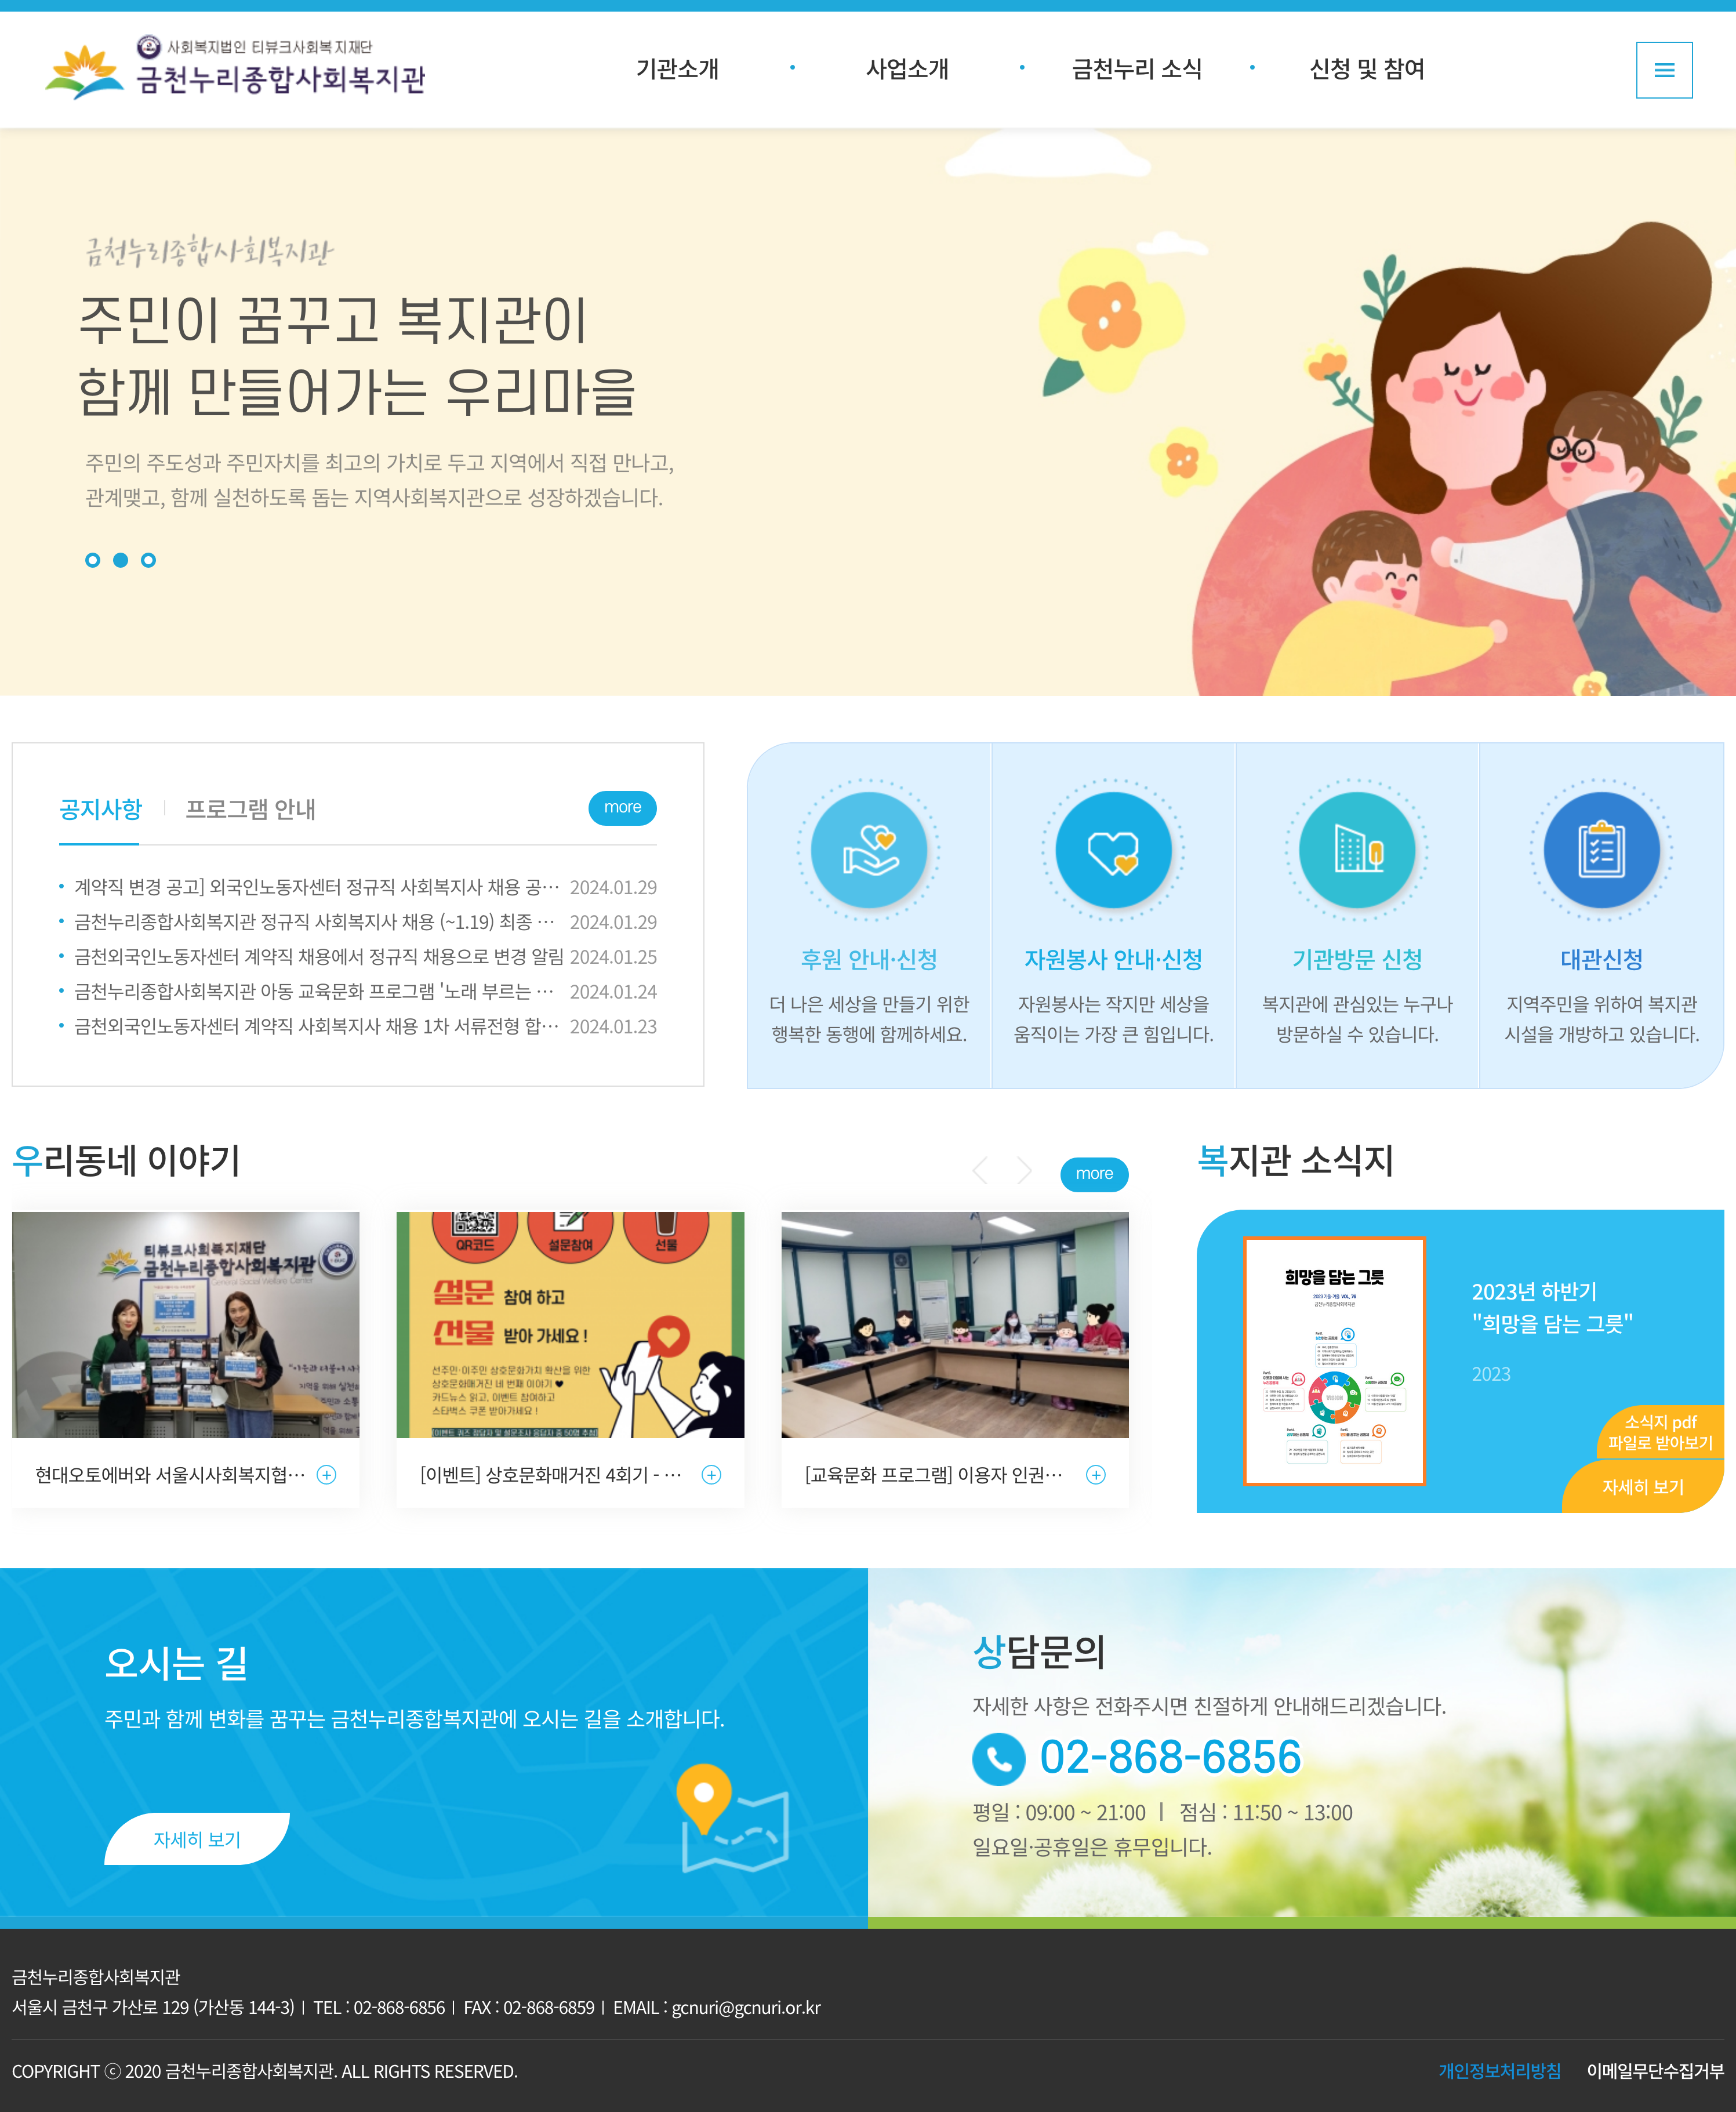 사회복지법인 티뷰크사회복지재단
금천누리종합사회복지관
기관소개
사업소개
금천누리 소식
신청 및 참여
금천누리종합사회복지관
주민이 꿈꾸고 복지관이
함께 만들어가는 우리마을
주민의 주도성과 주민자치를 최고의 가치로 두고 지역에서 직접 만나고,
관계맺고, 함께 실천하도록 돕는 지역사회복지관으로 성장하겠습니다.
공지사항
프로그램 안내
more
계약직 변경 공고] 외국인노동자센터 정규직 사회복지사 채용 공… 2024.01.29
금천누리종합사회복지관 정규직 사회복지사 채용 (~1.19) 최종 … 2024.01.29
금천외국인노동자센터 계약직 채용에서 정규직 채용으로 변경 알림 2024.01.25
금천누리종합사회복지관 아동 교육문화 프로그램 '노래 부르는 … 2024.01.24
금천외국인노동자센터 계약직 사회복지사 채용 1차 서류전형 합… 2024.01.23
후원 안내·신청
더 나은 세상을 만들기 위한
행복한 동행에 함께하세요.
자원봉사 안내·신청
자원봉사는 작지만 세상을
움직이는 가장 큰 힘입니다.
기관방문 신청
복지관에 관심있는 누구나
방문하실 수 있습니다.
대관신청
지역주민을 위하여 복지관
시설을 개방하고 있습니다.
우리동네 이야기
more
티뷰크사회복지재단
금천누리종합사회복지관
General Social Welfare Center
현대오토에버와 서울시사회복지협…
QR코드
설문참여
선물
설문 참여 하고
선물 받아 가세요 !
선주민·이주민 상호문화가치 확산을 위한
상호문화매거진 네 번째 이야기 ♥
카드뉴스 읽고, 이벤트 참여하고
스타벅스 쿠폰 받아가세요 !
[이벤트 퀴즈 정답자 및 설문조사 응답자 중 50명 추첨]
[이벤트] 상호문화매거진 4회기 - …
[교육문화 프로그램] 이용자 인권…
복지관 소식지
희망을 담는 그릇
금천누리종합사회복지관
2023년 하반기
"희망을 담는 그릇"
2023
소식지 pdf
파일로 받아보기
자세히 보기
오시는 길
주민과 함께 변화를 꿈꾸는 금천누리종합복지관에 오시는 길을 소개합니다.
자세히 보기
상담문의
자세한 사항은 전화주시면 친절하게 안내해드리겠습니다.
02-868-6856
평일 : 09:00 ~ 21:00 | 점심 : 11:50 ~ 13:00
일요일·공휴일은 휴무입니다.
금천누리종합사회복지관
서울시 금천구 가산로 129 (가산동 144-3) | TEL : 02-868-6856 | FAX : 02-868-6859 | EMAIL : gcnuri@gcnuri.or.kr
COPYRIGHT ⓒ 2020 금천누리종합사회복지관. ALL RIGHTS RESERVED.
개인정보처리방침
이메일무단수집거부